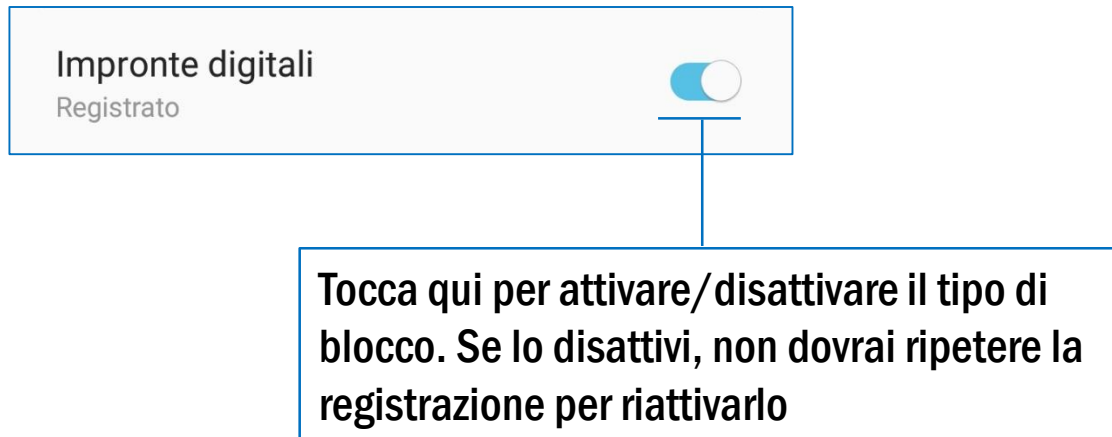 Impronte digitali
Registrato
Tocca qui per attivare/disattivare il tipo di
blocco. Se lo disattivi, non dovrai ripetere la
registrazione per riattivarlo